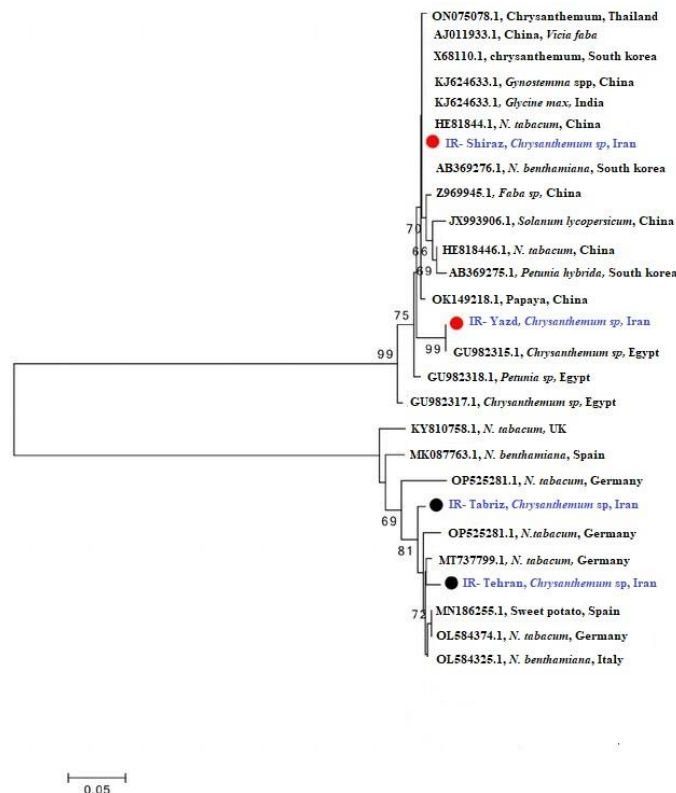 ON075078.1, Chrysanthemum, Thailand
AJ011933.1, China, Vicia faba
X68110.1, chrysanthemum, South korea
KJ624633.1, Gynostemma spp, China
KJ624633.1, Glycine max, India
HE81844.1, N. tabacum, China
IR- Shiraz, Chrysanthemum sp, Iran
AB369276.1, N. benthamiana, South korea
Z969945.1, Faba sp, China
JX993906.1, Solanum lycopersicum, China
70
HE818446.1, N. tabacum, China
66
AB369275.1, Petunia hybrida, South korea
69
OK149218.1, Papaya, China
75
IR- Yazd, Chrysanthemum sp, Iran
99
99
GU982315.1, Chrysanthemum sp, Egypt
GU982318.1, Petunia sp, Egypt
GU982317.1, Chrysanthemum sp, Egypt
KY810758.1, N. tabacum, UK
MK087763.1, N. benthamiana, Spain
OP525281.1, N. tabacum, Germany
IR- Tabriz, Chrysanthemum sp, Iran
69
OP525281.1, N.tabacum, Germany
81
MT737799.1, N. tabacum, Germany
IR- Tehran, Chrysanthemum sp, Iran
MN186255.1, Sweet potato, Spain
72
OL584374.1, N. tabacum, Germany
OL584325.1, N. benthamiana, Italy
0.05